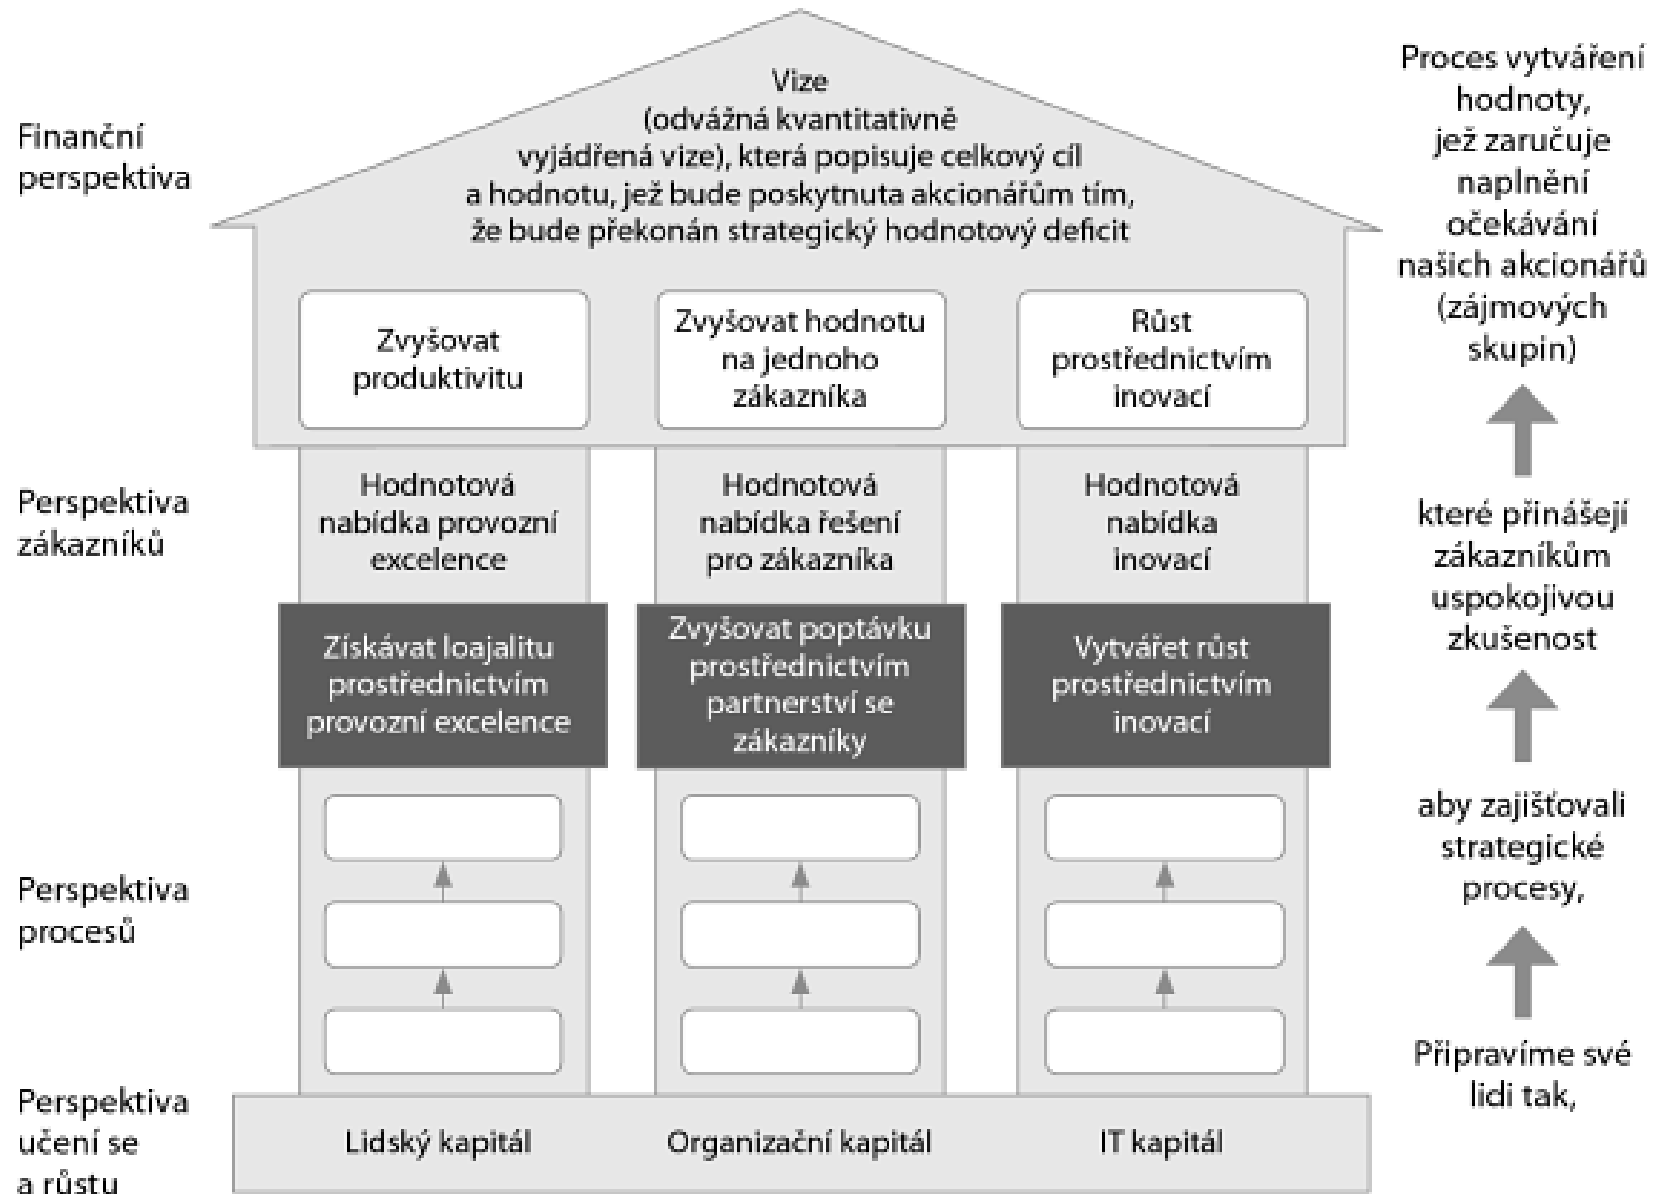 Finanční
perspektiva
Vize
(odvážná kvantitativně
vyjádřená vize), která popisuje celkový cíl
a hodnotu, jež bude poskytnuta akcionářům tím,
že bude překonán strategický hodnotový deficit
Zvyšovat
produktivitu
Zvyšovat hodnotu
na jednoho
zákazníka
Růst
prostřednictvím
inovací
Perspektiva
zákazníků
Hodnotová
nabídka provozní
excelence
Hodnotová
nabídka řešení
pro zákazníka
Hodnotová
nabídka
inovací
Získávat loajalitu
prostřednictvím
provozní excelence
Zvyšovat poptávku
prostřednictvím
partnerství se
zákazníky
Vytvářet růst
prostřednictvím
inovací
Perspektiva
procesů
Perspektiva
učení se
a růstu
Lidský kapitál
Organizační kapitál
IT kapitál
Proces vytváření
hodnoty,
jež zaručuje
naplnění
očekávání
našich akcionářů
(zájmových
skupin)
které přinášejí
zákazníkům
uspokojivou
zkušenost
aby zajišťovali
strategické
procesy,
Připravíme své
lidi tak,